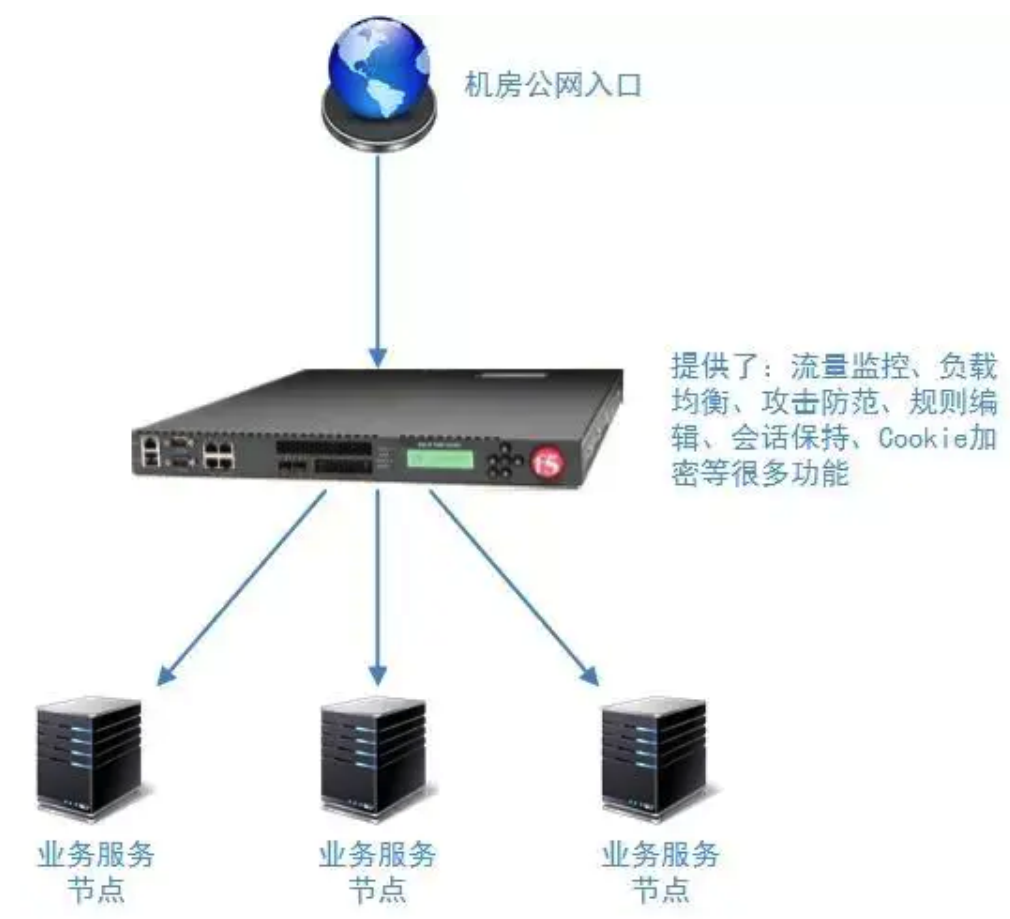 机房公网入口
提供了：流量监控、负载
均衡、攻击防范、规则编
辑、会话保持、Cookie加
密等很多功能
f5
业务服务
节点
业务服务
节点
业务服务
节点